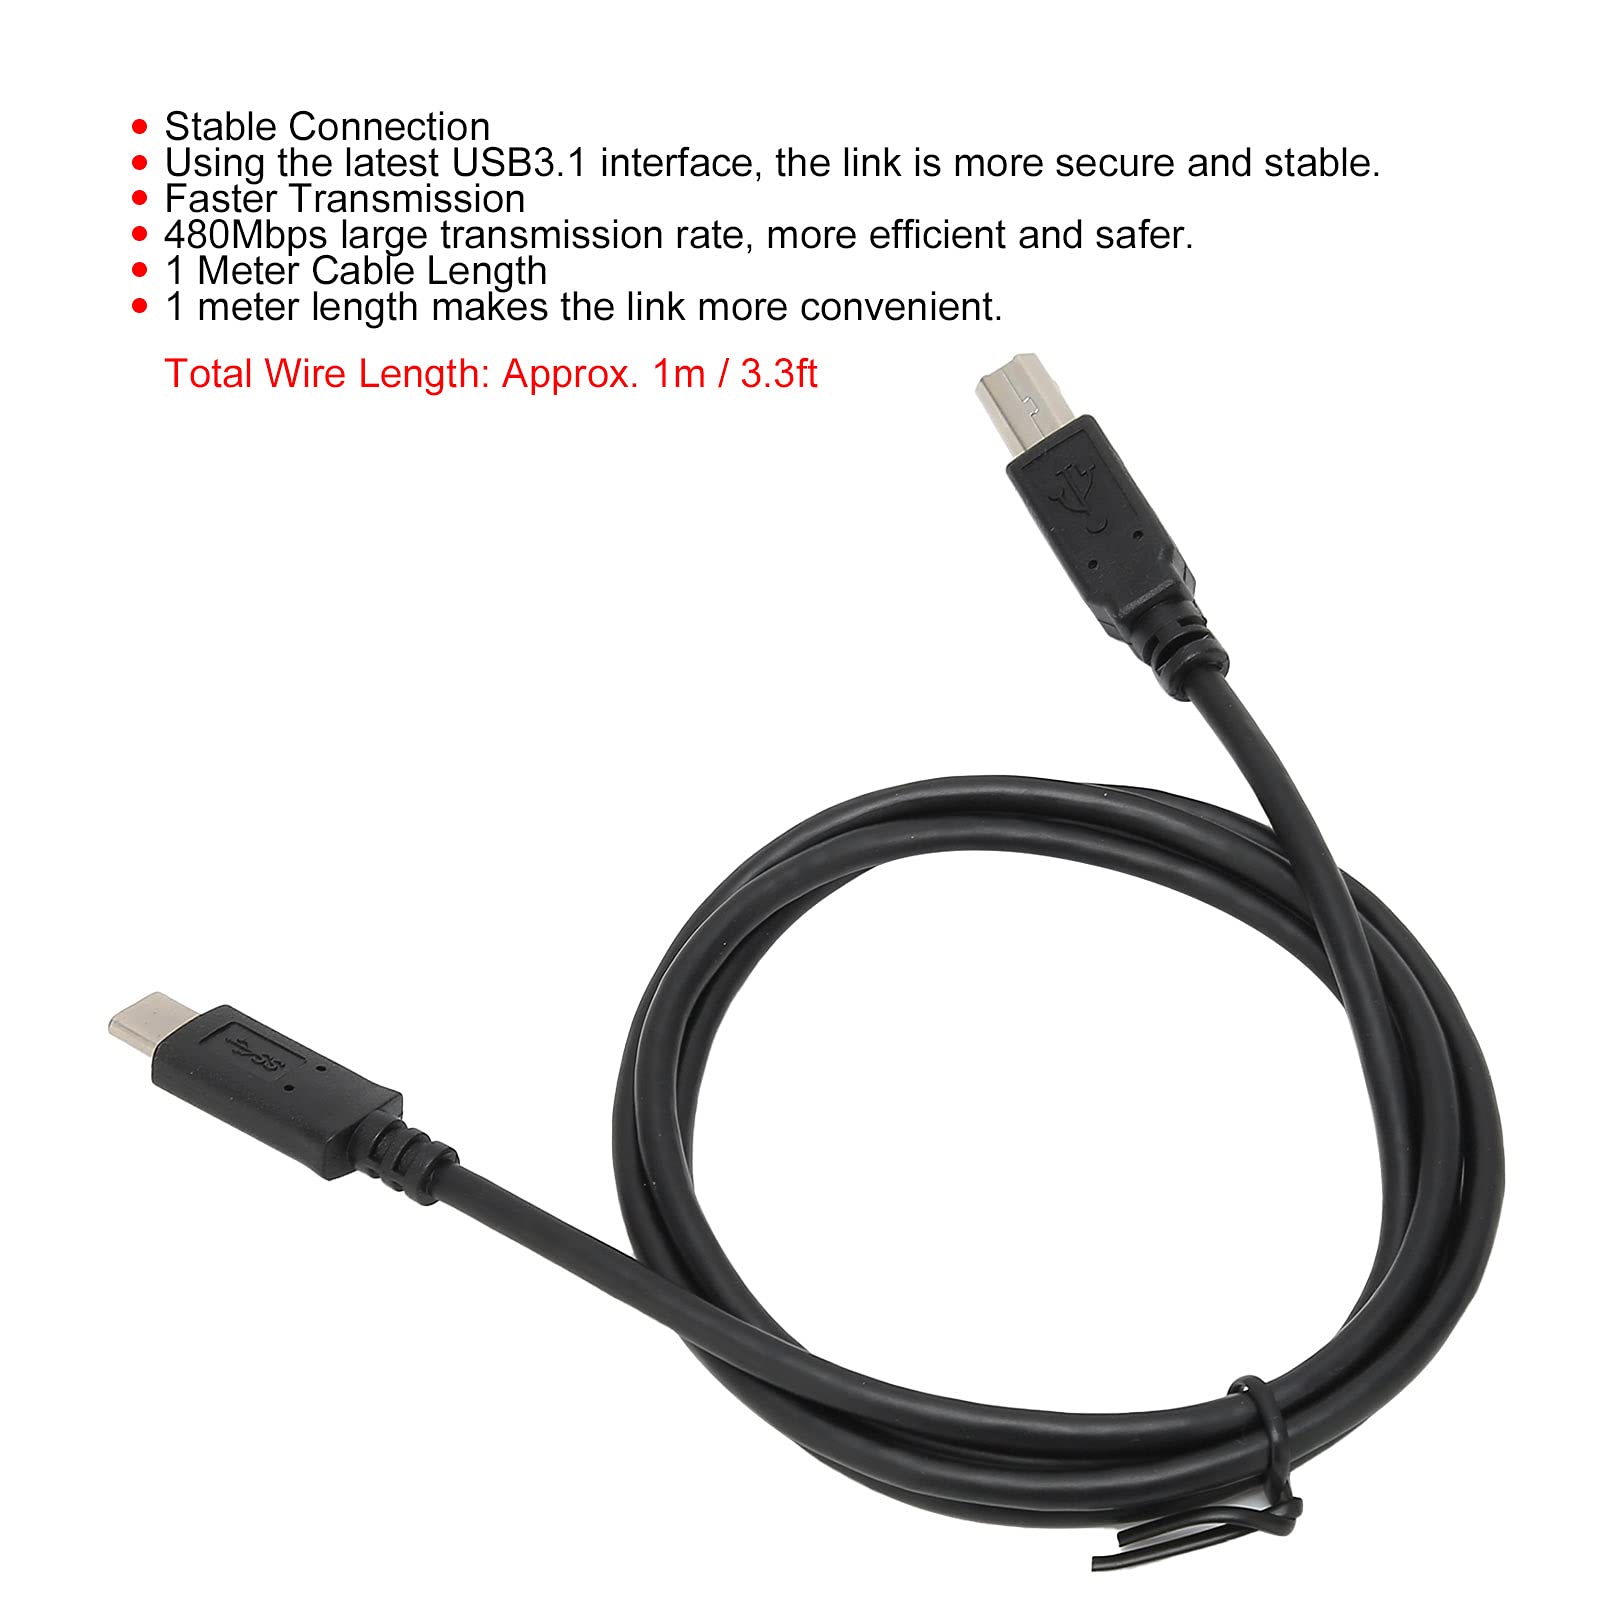 Stable Connection
Using the latest USB3.1 interface, the link is more secure and stable.
Faster Transmission
480Mbps large transmission rate, more efficient and safer.
1 Meter Cable Length
1 meter length makes the link more convenient.
Total Wire Length: Approx. 1m / 3.3ft
SS